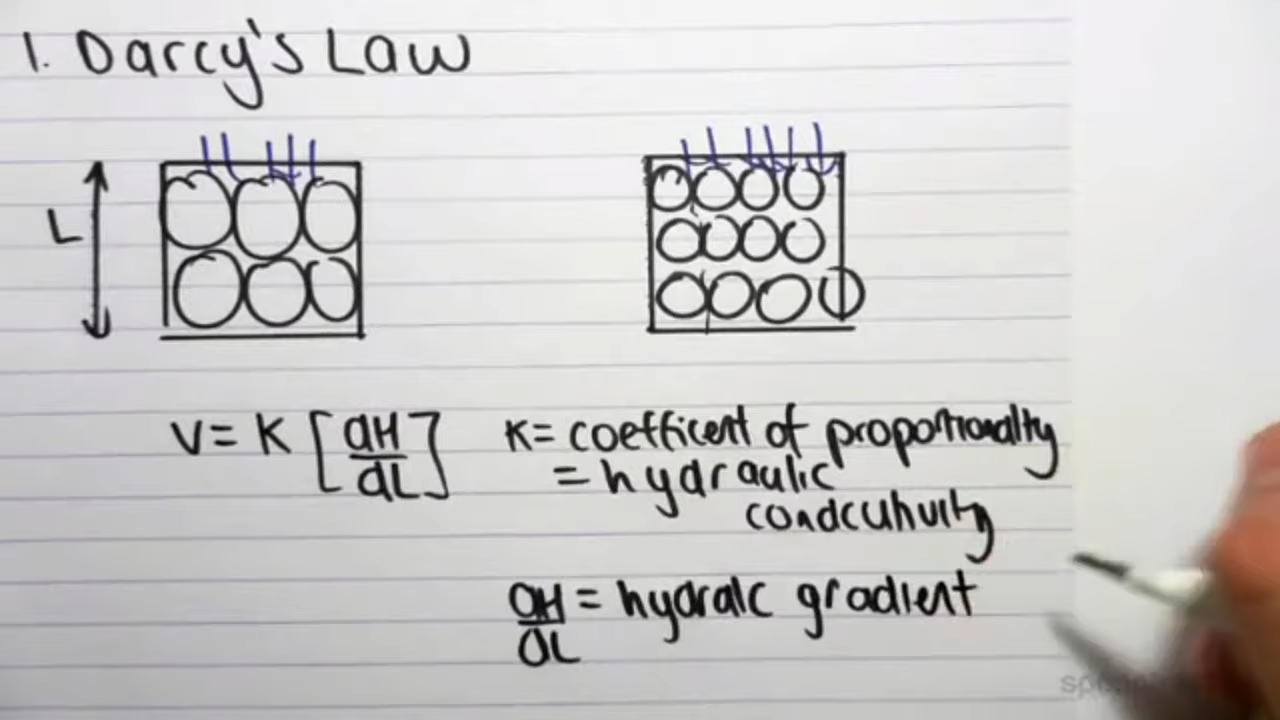 1. Darcy's Law
L
V = K [dH/dL] K = coefficent of proportionality
= hydraulic
condcutivity
dH/dL = hydralc gradient